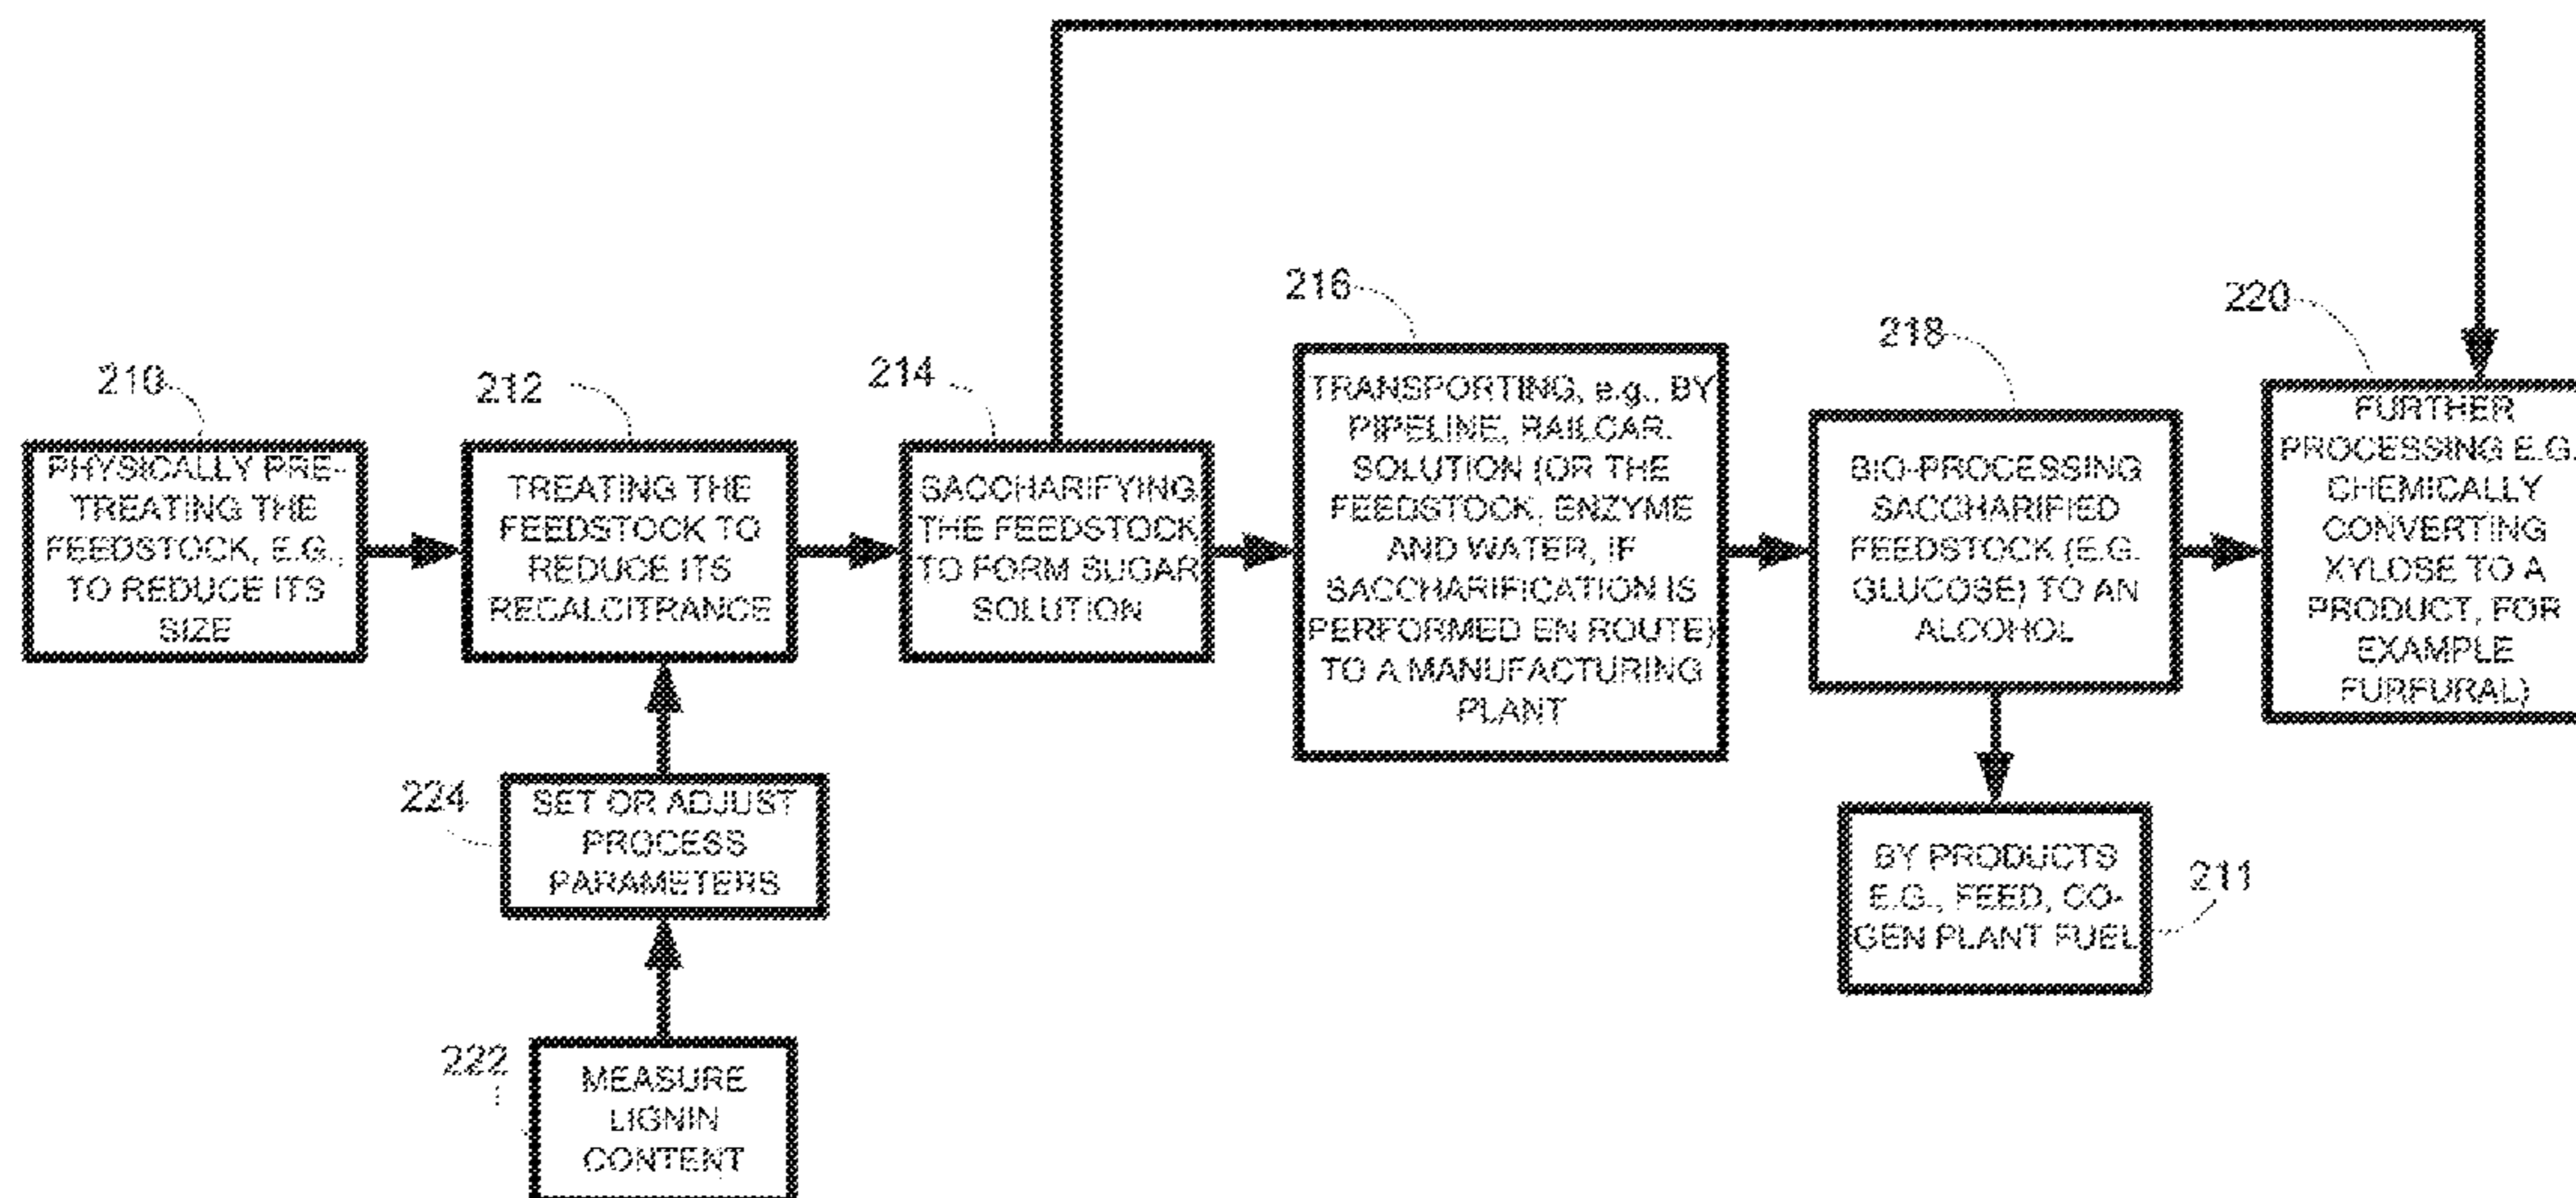 210
PHYSICALLY PRE-
TREATING THE
FEEDSTOCK, E.G.,
TO REDUCE ITS
SIZE
212
TREATING THE
FEEDSTOCK TO
REDUCE ITS
RECALCITRANCE
214
SACCHARIFYING
THE FEEDSTOCK
TO FORM SUGAR
SOLUTION
216
TRANSPORTING, e.g., BY
PIPELINE, RAILCAR.
SOLUTION (OR THE
FEEDSTOCK, ENZYME
AND WATER, IF
SACCHARIFICATION IS
PERFORMED EN ROUTE)
TO A MANUFACTURING
PLANT
218
BIO-PROCESSING
SACCHARIFIED
FEEDSTOCK (E.G.
GLUCOSE) TO AN
ALCOHOL
220
FURTHER
PROCESSING E.G.
CHEMICALLY
CONVERTING
XYLOSE TO A
PRODUCT, FOR
EXAMPLE
FURFURAL)
224
SET OR ADJUST
PROCESS
PARAMETERS
BY PRODUCTS
E.G., FEED, CO-
GEN PLANT FUEL
211
222
MEASURE
LIGNIN
CONTENT